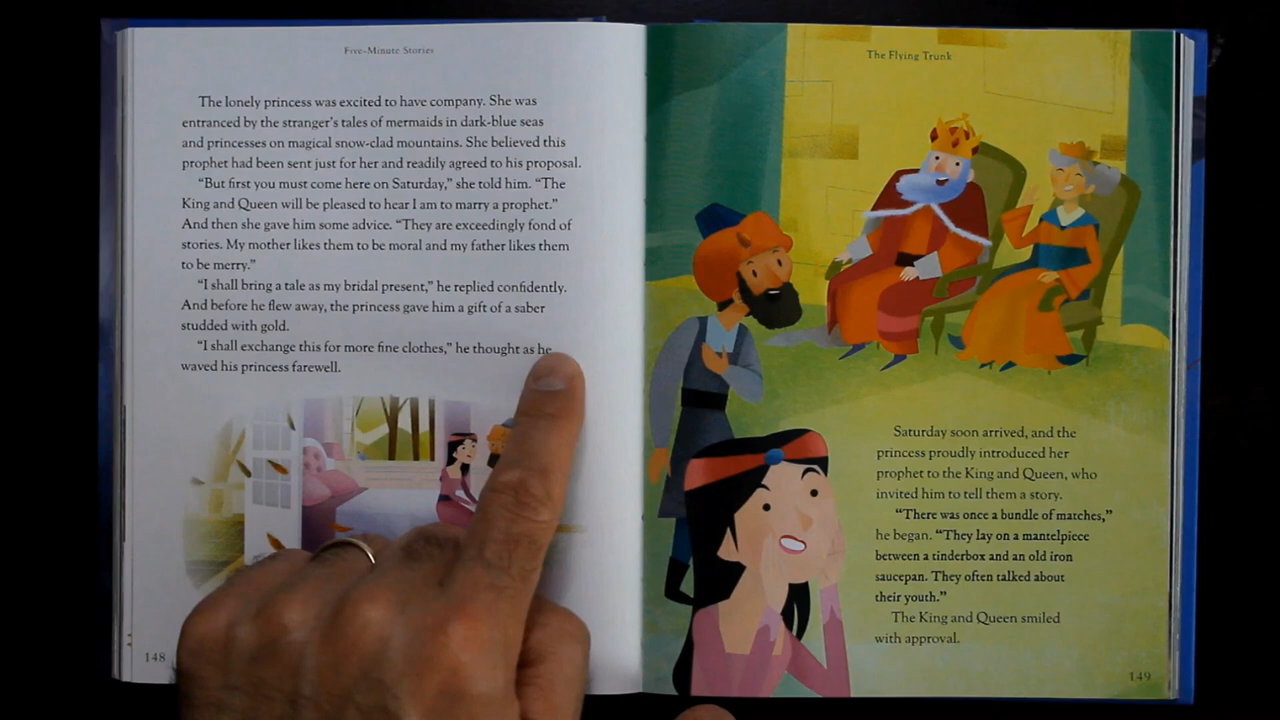 Five-Minute Stories
The lonely princess was excited to have company. She was
entranced by the stranger's tales of mermaids in dark-blue seas
and princesses on magical snow-clad mountains. She believed this
prophet had been sent just for her and readily agreed to his proposal.
"But first you must come here on Saturday," she told him. "The
King and Queen will be pleased to hear I am to marry a prophet."
And then she gave him some advice. "They are exceedingly fond of
stories. My mother likes them to be moral and my father likes them
to be merry."
"I shall bring a tale as my bridal present," he replied confidently.
And before he flew away, the princess gave him a gift of a saber
studded with gold.
"I shall exchange this for more fine clothes," he thought as he
waved his princess farewell.
148
The Flying Trunk
Saturday soon arrived, and the
princess proudly introduced her
prophet to the King and Queen, who
invited him to tell them a story.
"There was once a bundle of matches,"
he began. "They lay on a mantelpiece
between a tinderbox and an old iron
saucepan. They often talked about
their youth."
The King and Queen smiled
with approval.
149